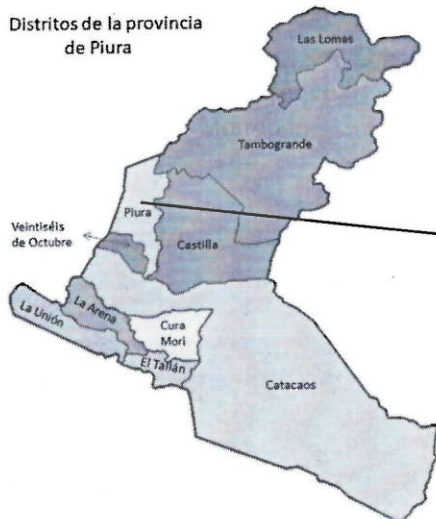 Distritos de la provincia
de Piura
Las Lomas
Tambogrande
Piura
Veintiséis
de Octubre
Castilla
La Arena
La Unión
Cura
Mori
El Tallán
Catacaos